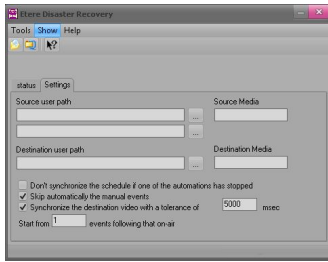 Etere Disaster Recovery
Tools Show Help
status Settings
Source user path Source Media
...
...
Destination user path Destination Media
...
Don't synchronize the schedule if one of the automations has stopped
Skip automatically the manual events
Synchronize the destination video with a tolerance of 5000 msec
Start from 1 events following that on-air